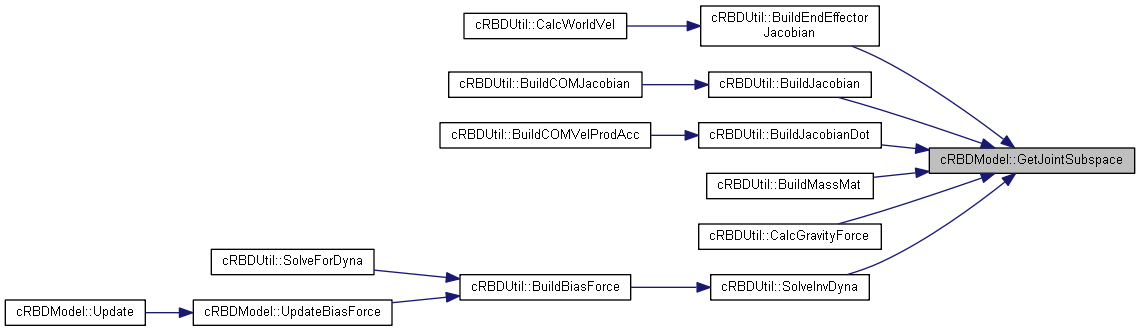 cRBDUtil::CalcWorldVel
cRBDUtil::BuildEndEffector
Jacobian
cRBDUtil::BuildCOMJacobian
cRBDUtil::BuildJacobian
cRBDUtil::BuildCOMVelProdAcc
cRBDUtil::BuildJacobianDot
cRBDModel::GetJointSubspace
cRBDUtil::BuildMassMat
cRBDUtil::CalcGravityForce
cRBDUtil::SolveForDyna
cRBDUtil::BuildBiasForce
cRBDUtil::SolveInvDyna
cRBDModel::Update
cRBDModel::UpdateBiasForce